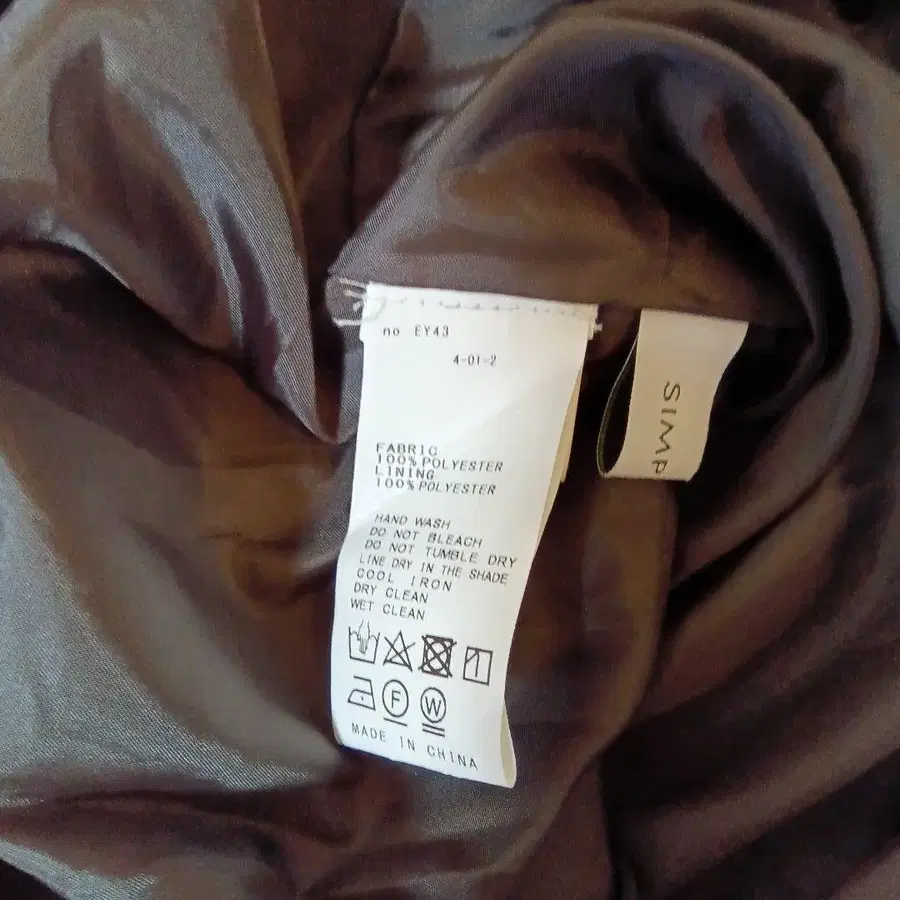 no EY43
4-01-2
FABRIC
100% POLYESTER
LINING
100% POLYESTER
HAND WASH
DO NOT BLEACH
DO NOT TUMBLE DRY
LINE DRY IN THE SHADE
COOL IRON
DRY CLEAN
WET CLEAN
F W
MADE IN CHINA
SIMP